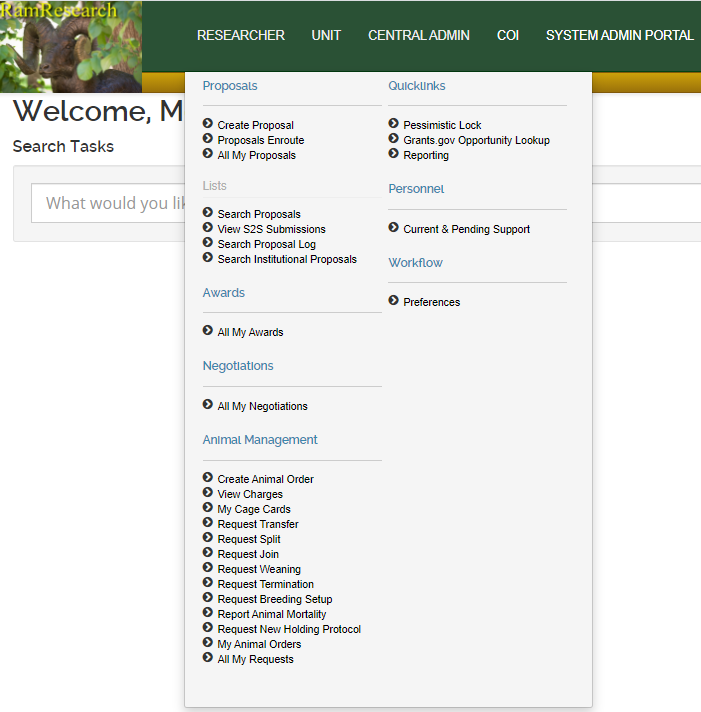 RamResearch
RESEARCHER UNIT CENTRAL ADMIN COI SYSTEM ADMIN PORTAL
Welcome, M
Search Tasks
What would you lik
Proposals
Create Proposal
Proposals Enroute
All My Proposals
Lists
Search Proposals
View S2S Submissions
Search Proposal Log
Search Institutional Proposals
Awards
All My Awards
Negotiations
All My Negotiations
Animal Management
Create Animal Order
View Charges
My Cage Cards
Request Transfer
Request Split
Request Join
Request Weaning
Request Termination
Request Breeding Setup
Report Animal Mortality
Request New Holding Protocol
My Animal Orders
All My Requests
Quicklinks
Pessimistic Lock
Grants.gov Opportunity Lookup
Reporting
Personnel
Current & Pending Support
Workflow
Preferences